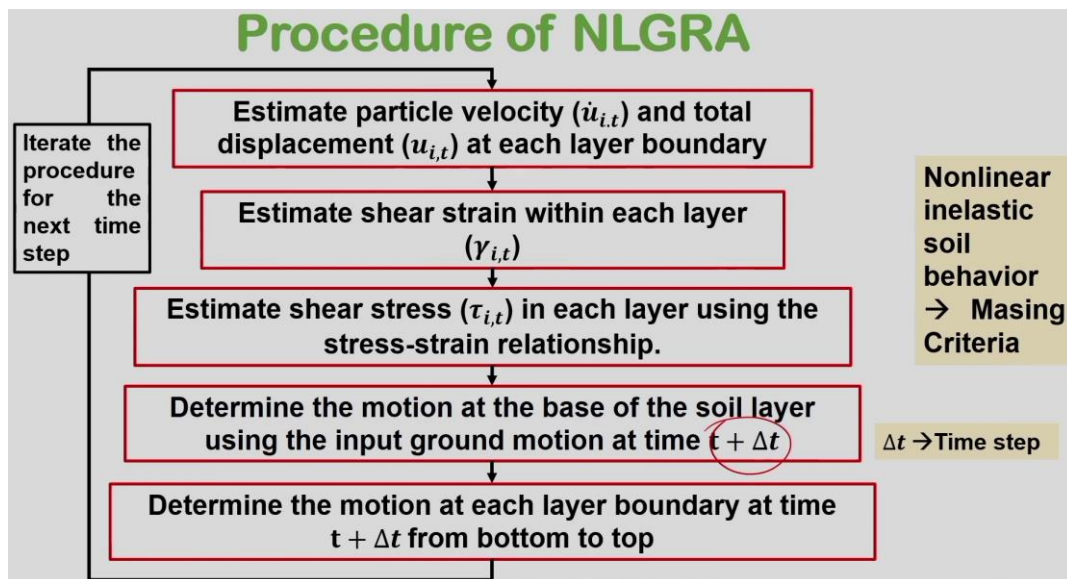 Procedure of NLGRA
Estimate particle velocity (u̇ᵢ.ₜ) and total
displacement (uᵢ,ₜ) at each layer boundary
Iterate the
procedure
for the
next time
step
Estimate shear strain within each layer
(γᵢ,ₜ)
Nonlinear
inelastic
soil
behavior
→ Masing
Criteria
Estimate shear stress (τᵢ,ₜ) in each layer using the
stress-strain relationship.
Determine the motion at the base of the soil layer
using the input ground motion at time t + Δt
Δt →Time step
Determine the motion at each layer boundary at time
t + Δt from bottom to top